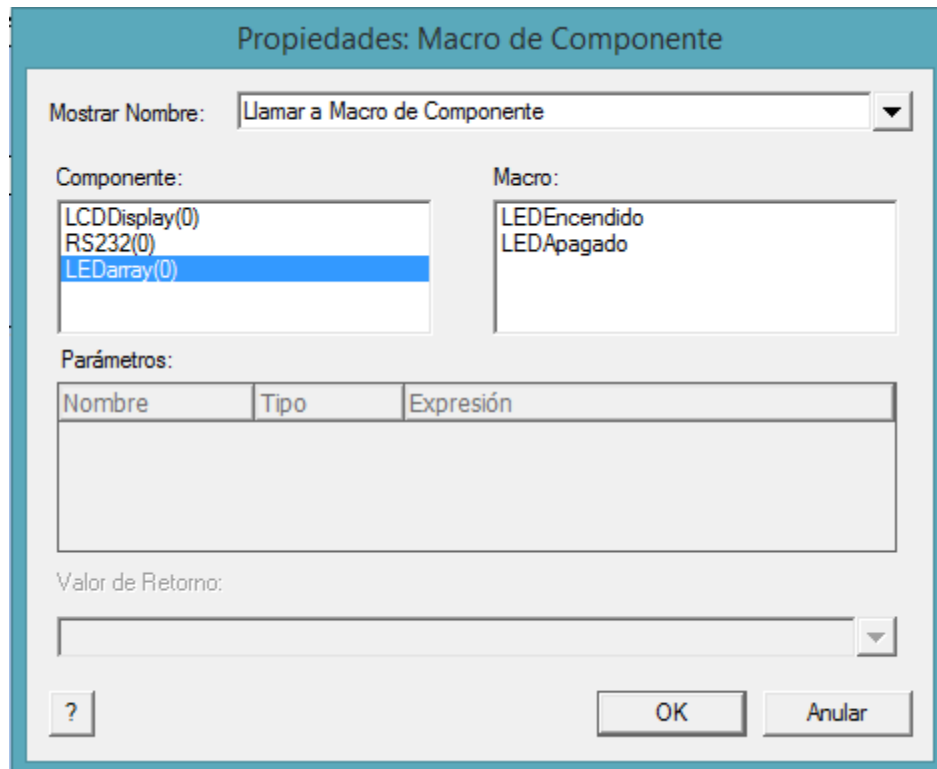 Propiedades: Macro de Componente
Mostrar Nombre: Llamar a Macro de Componente
Componente: Macro:
LCDDisplay(0) LEDEncendido
RS232(0) LEDApagado
LEDarray(0)
Parámetros:
Nombre Tipo Expresión
Valor de Retorno:
? OK Anular